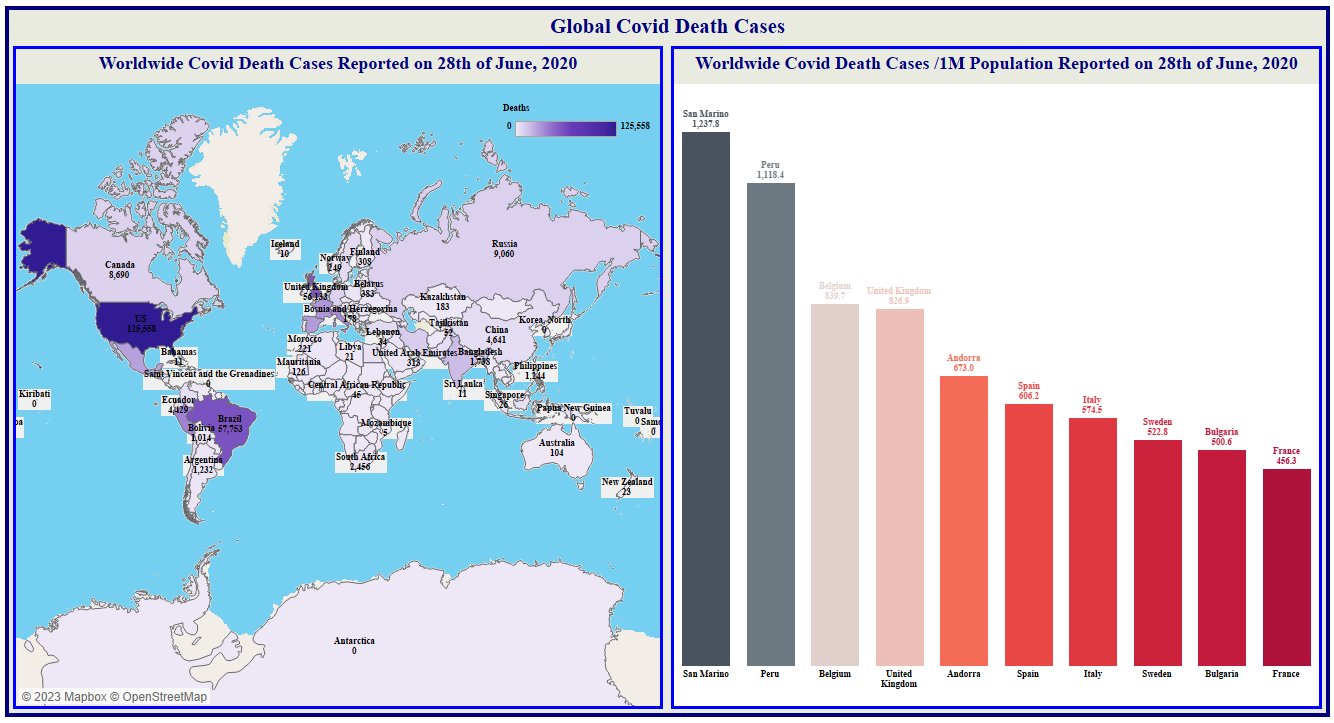 Global Covid Death Cases
Worldwide Covid Death Cases Reported on 28th of June, 2020
Deaths
0
125,558
Canada
8,690
Iceland
10
Norway
249
Finland
308
Russia
9,060
United Kingdom
56,133
Belarus
383
Kazakhstan
183
Bosnia and Herzegovina
178
US
125,558
Tajikistan
52
China
4,641
Korea, North
0
Morocco
221
Libya
21
Lebanon
34
Bahamas
11
Mauritania
126
United Arab Emirates
313
Bangladesh
1,738
Philippines
1,244
Saint Vincent and the Grenadines
0
Central African Republic
45
Sri Lanka
11
Singapore
26
Kiribati
0
Ecuador
4,429
Papua New Guinea
0
Tuvalu
0
Samo
0
Brazil
57,753
Bolivia
1,014
Mozambique
5
Australia
104
Argentina
1,232
South Africa
2,456
New Zealand
23
Antarctica
0
© 2023 Mapbox © OpenStreetMap
Worldwide Covid Death Cases /1M Population Reported on 28th of June, 2020
San Marino
1,237.8
Peru
1,118.4
Belgium
839.7
United Kingdom
826.9
Andorra
673.0
Spain
606.2
Italy
574.5
Sweden
522.8
Bulgaria
500.6
France
456.3
San Marino
Peru
Belgium
United
Kingdom
Andorra
Spain
Italy
Sweden
Bulgaria
France